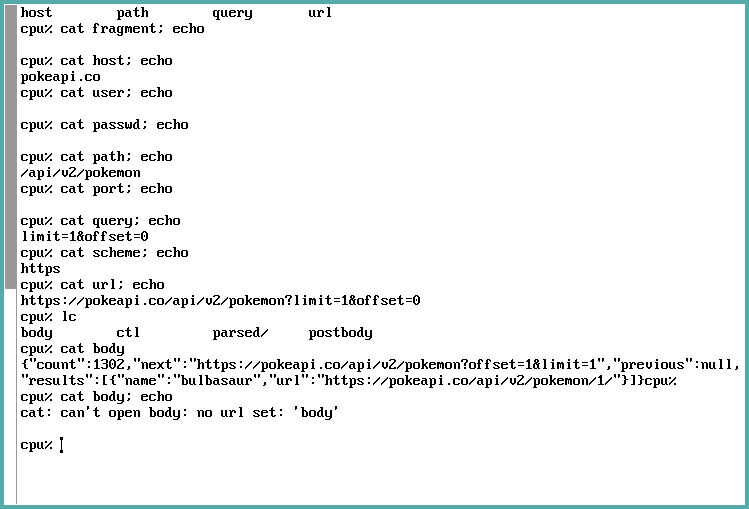 host        path        query       url
cpu% cat fragment; echo

cpu% cat host; echo
pokeapi.co
cpu% cat user; echo

cpu% cat passwd; echo

cpu% cat path; echo
/api/v2/pokemon
cpu% cat port; echo

cpu% cat query; echo
limit=1&offset=0
cpu% cat scheme; echo
https
cpu% cat url; echo
https://pokeapi.co/api/v2/pokemon?limit=1&offset=0
cpu% lc
body        ctl         parsed/     postbody
cpu% cat body
{"count":1302,"next":"https://pokeapi.co/api/v2/pokemon?offset=1&limit=1","previous":null,
"results":[{"name":"bulbasaur","url":"https://pokeapi.co/api/v2/pokemon/1/"}]}cpu%
cpu% cat body; echo
cat: can't open body: no url set: 'body'

cpu%